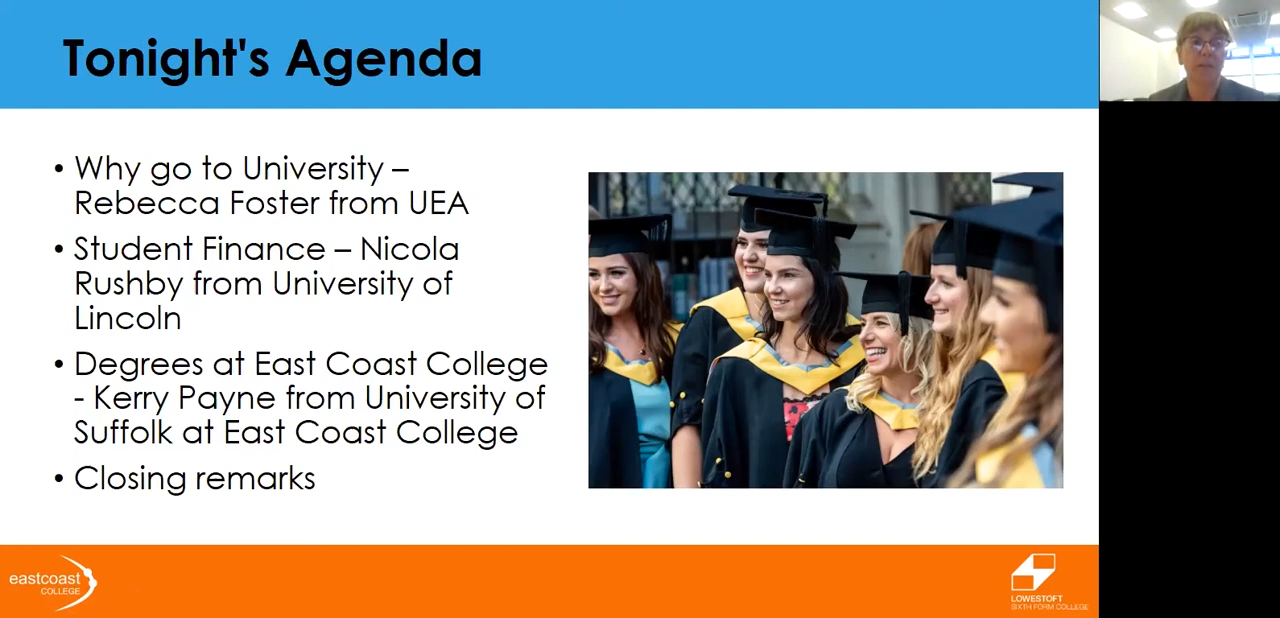 Tonight's Agenda
• Why go to University –
Rebecca Foster from UEA
• Student Finance – Nicola
Rushby from University of
Lincoln
• Degrees at East Coast College
- Kerry Payne from University of
Suffolk at East Coast College
• Closing remarks
eastcoast
COLLEGE
LOWESTOFT
SIXTH FORM COLLEGE